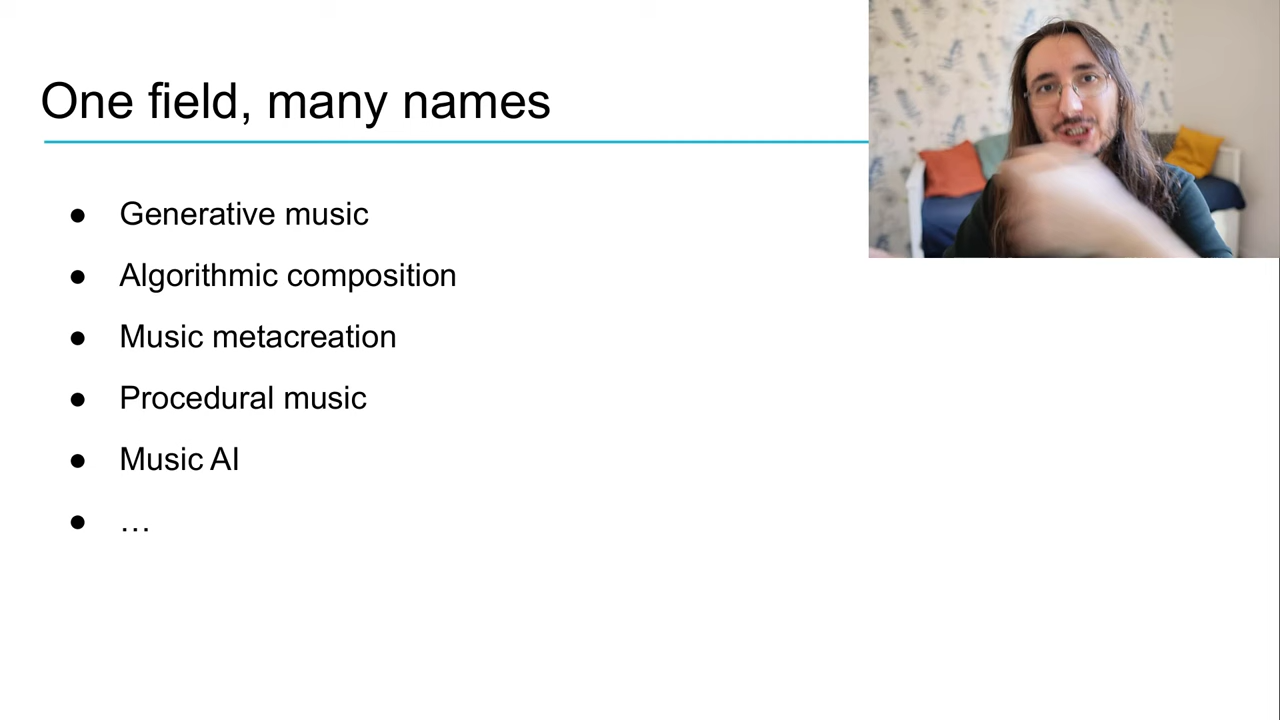 One field, many names
● Generative music
● Algorithmic composition
● Music metacreation
● Procedural music
● Music AI
● …